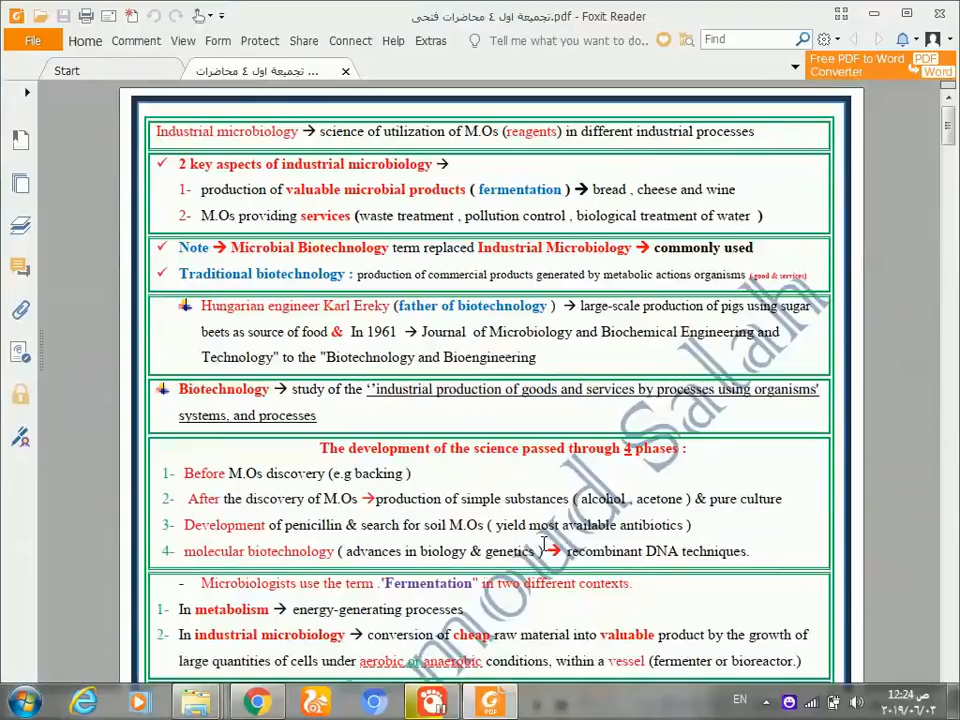 تجميعة اول ٤ محاضرات فتحى.pdf - Foxit Reader
File Home Comment View Form Protect Share Connect Help Extras Tell me what you want to do... Find
Free PDF to Word Converter PDF Word
Start تجميعة اول ٤ محاضرات ...
Industrial microbiology → science of utilization of M.Os (reagents) in different industrial processes
✓ 2 key aspects of industrial microbiology →
1- production of valuable microbial products ( fermentation ) → bread , cheese and wine
2- M.Os providing services (waste treatment , pollution control , biological treatment of water )
✓ Note → Microbial Biotechnology term replaced Industrial Microbiology → commonly used
✓ Traditional biotechnology : production of commercial products generated by metabolic actions organisms ( good & services)
Hungarian engineer Karl Ereky (father of biotechnology ) → large-scale production of pigs using sugar
beets as source of food & In 1961 → Journal of Microbiology and Biochemical Engineering and
Technology" to the "Biotechnology and Bioengineering
Biotechnology → study of the ‘’industrial production of goods and services by processes using organisms'
systems, and processes
The development of the science passed through 4 phases :
1- Before M.Os discovery (e.g backing )
2- After the discovery of M.Os →production of simple substances ( alcohol , acetone ) & pure culture
3- Development of penicillin & search for soil M.Os ( yield most available antibiotics )
4- molecular biotechnology ( advances in biology & genetics ) → recombinant DNA techniques.
- Microbiologists use the term .'Fermentation" in two different contexts.
1- In metabolism → energy-generating processes
2- In industrial microbiology → conversion of cheap raw material into valuable product by the growth of
large quantities of cells under aerobic or anaerobic conditions, within a vessel (fermenter or bioreactor.)
EN 12:24 ص
٢٠١٩/٠٦/٠٣